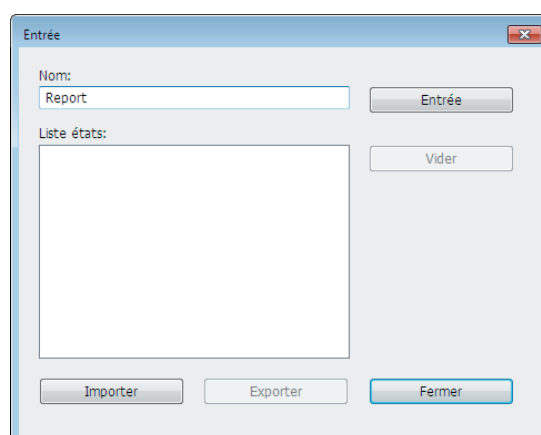 Entrée
Nom:
Report
Entrée
Liste états:
Vider
Importer
Exporter
Fermer